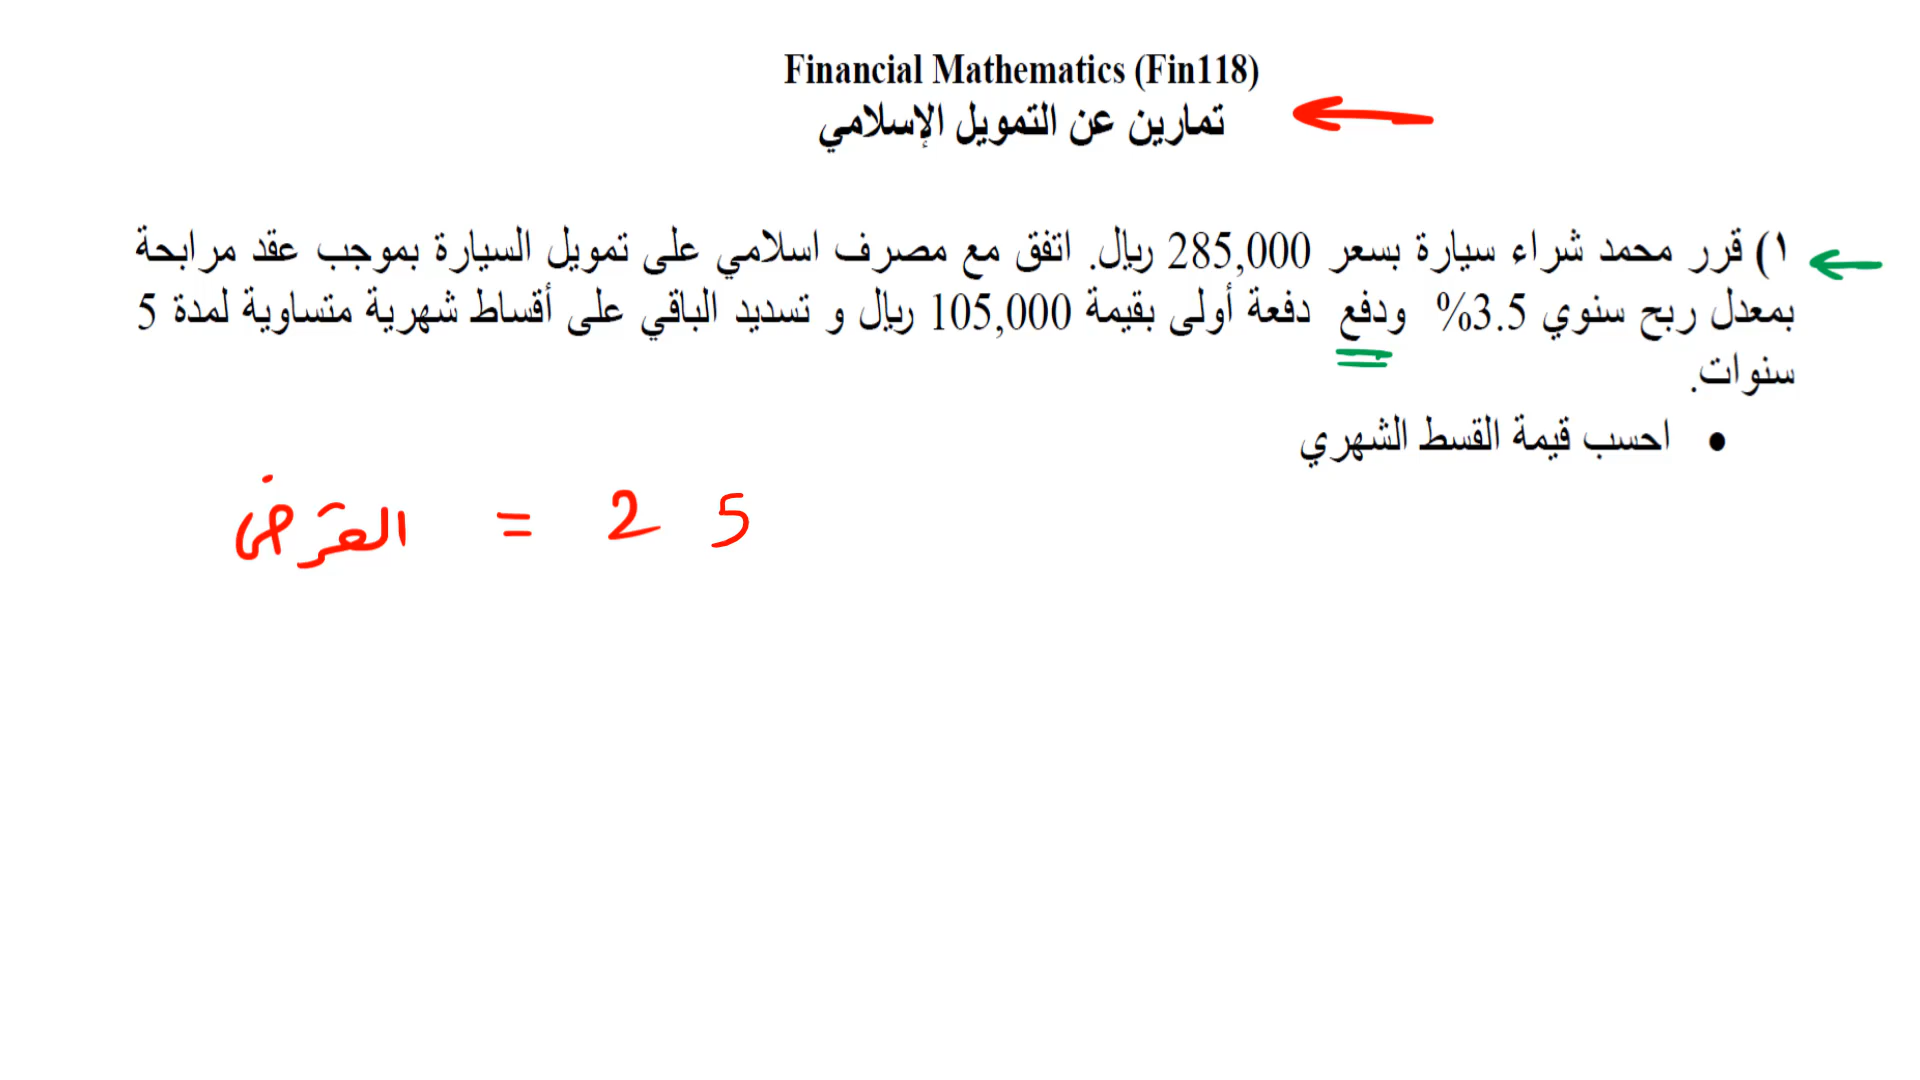 Financial Mathematics (Fin118)
تمارين عن التمويل الإسلامي
١) قرر محمد شراء سيارة بسعر 285,000 ريال. اتفق مع مصرف اسلامي على تمويل السيارة بموجب عقد مرابحة
بمعدل ربح سنوي 3.5% ودفع دفعة أولى بقيمة 105,000 ريال و تسديد الباقي على أقساط شهرية متساوية لمدة 5
سنوات.
• احسب قيمة القسط الشهري
القرض = 2 5